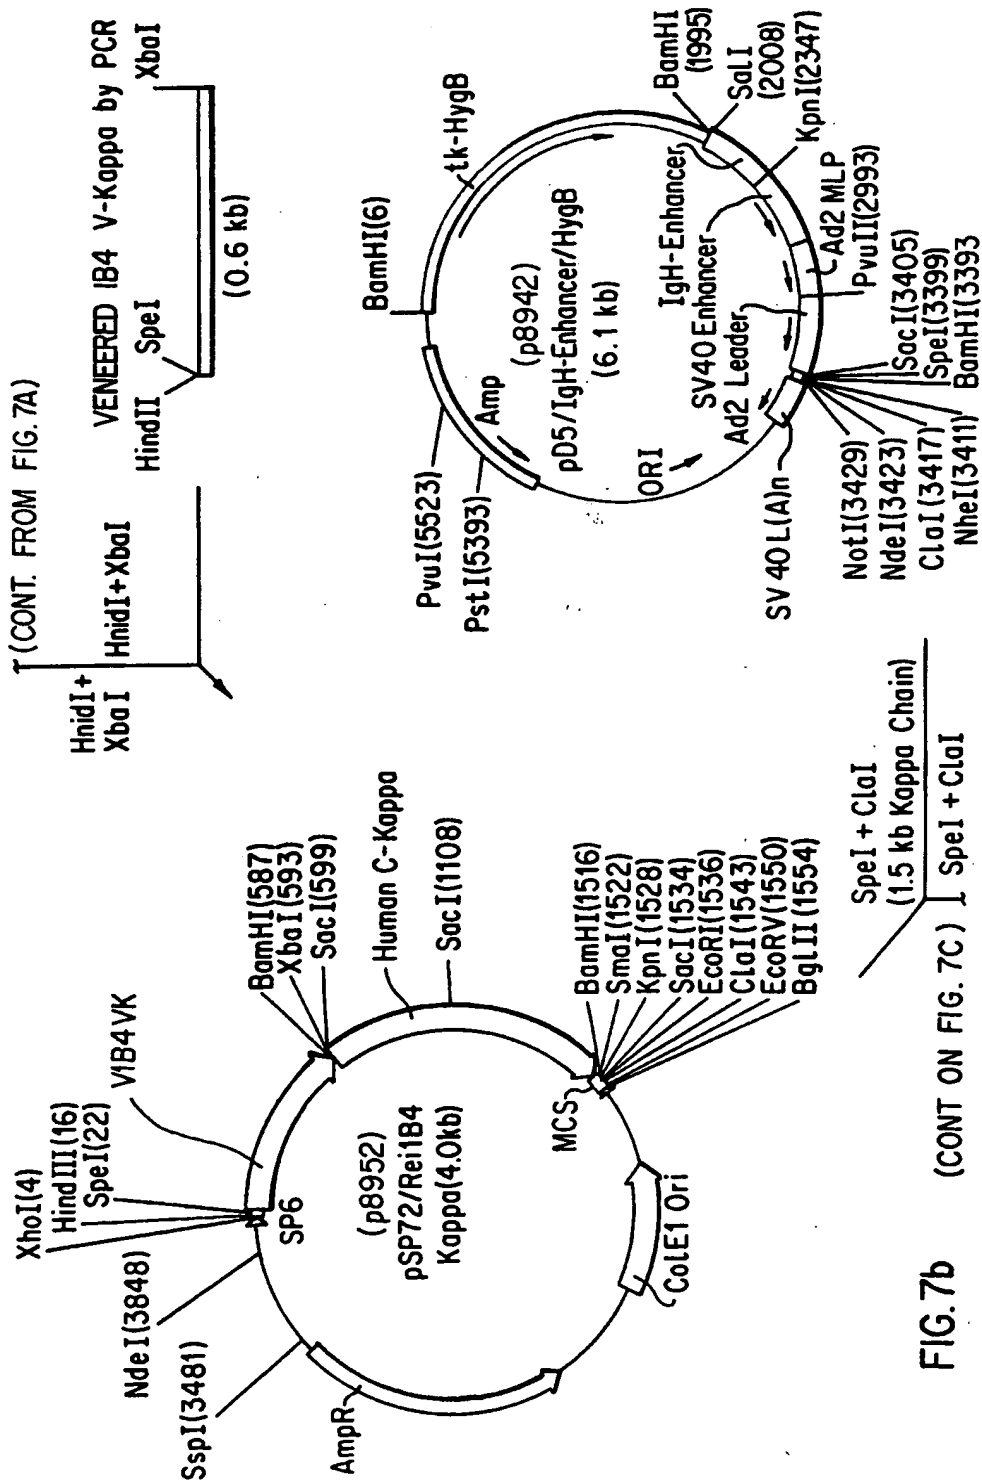 (CONT. FROM FIG. 7A)
HnidI+
XbaI
HnidI+XbaI
HindII
SpeI
VENEERED IB4 V-Kappa by PCR
XbaI
(0.6 kb)
XhoI(4)
HindIII(16)
SpeI(22)
NdeI(3848)
SspI(3481)
V1B4VK
SP6
BamHI(587)
XbaI(593)
SacI(599)
Human C-Kappa
SacI(1108)
(p8952)
pSP72/Rei1B4
Kappa(4.0kb)
AmpR
ColE1 Ori
MCS
BamHI(1516)
SmaI(1522)
KpnI(1528)
SacI(1534)
EcoRI(1536)
ClaI(1543)
EcoRV(1550)
BglII(1554)
BamHI(6)
tk-HygB
PvuI(5523)
PstI(5393)
Amp
(p8942)
pD5/IgH-Enhancer/HygB
(6.1 kb)
BamHI
(1995)
SalI
(2008)
KpnI(2347)
IgH-Enhancer
SV40 Enhancer
Ad2 Leader
Ad2 MLP
PvuII(2993)
ORI
SV 40 L(A)n
SacI(3405)
SpeI(3399)
BamHI(3393
NotI(3429)
NdeI(3423)
ClaI(3417)
NheI(3411)
SpeI + ClaI
(1.5 kb Kappa Chain)
SpeI + ClaI
(CONT ON FIG. 7C)
FIG. 7b